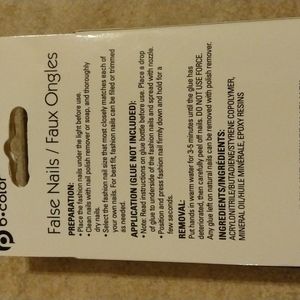 p.color
False Nails / Faux Ongles
PREPARATION:
• Place the fashion nails under the light before use.
• Clean nails with nail polish remover or soap, and thoroughly
dry nails.
• Select the fashion nail size that most closely matches each of
your own nails. For best fit, fashion nails can be filed or trimmed
as needed.
APPLICATION (GLUE NOT INCLUDED):
• Note: Read instructions on glue bottle before use. Place a drop
of glue to underside of the fashion nails and spread with nozzle.
• Position and press fashion nail firmly down and hold for a
few seconds.
REMOVAL:
Put hands in warm water for 3-5 minutes until the glue has
deteriorated, then carefully peel off nails. DO NOT USE FORCE.
Any glue left on natural nails can be removed with polish remover.
INGREDIENTS/INGRÉDIENTS:
ACRYLONITRILE/BUTADIENE/STYRENE COPOLYMER,
MINERAL OIL/HUILE MINÉRALE, EPOXY RESINS